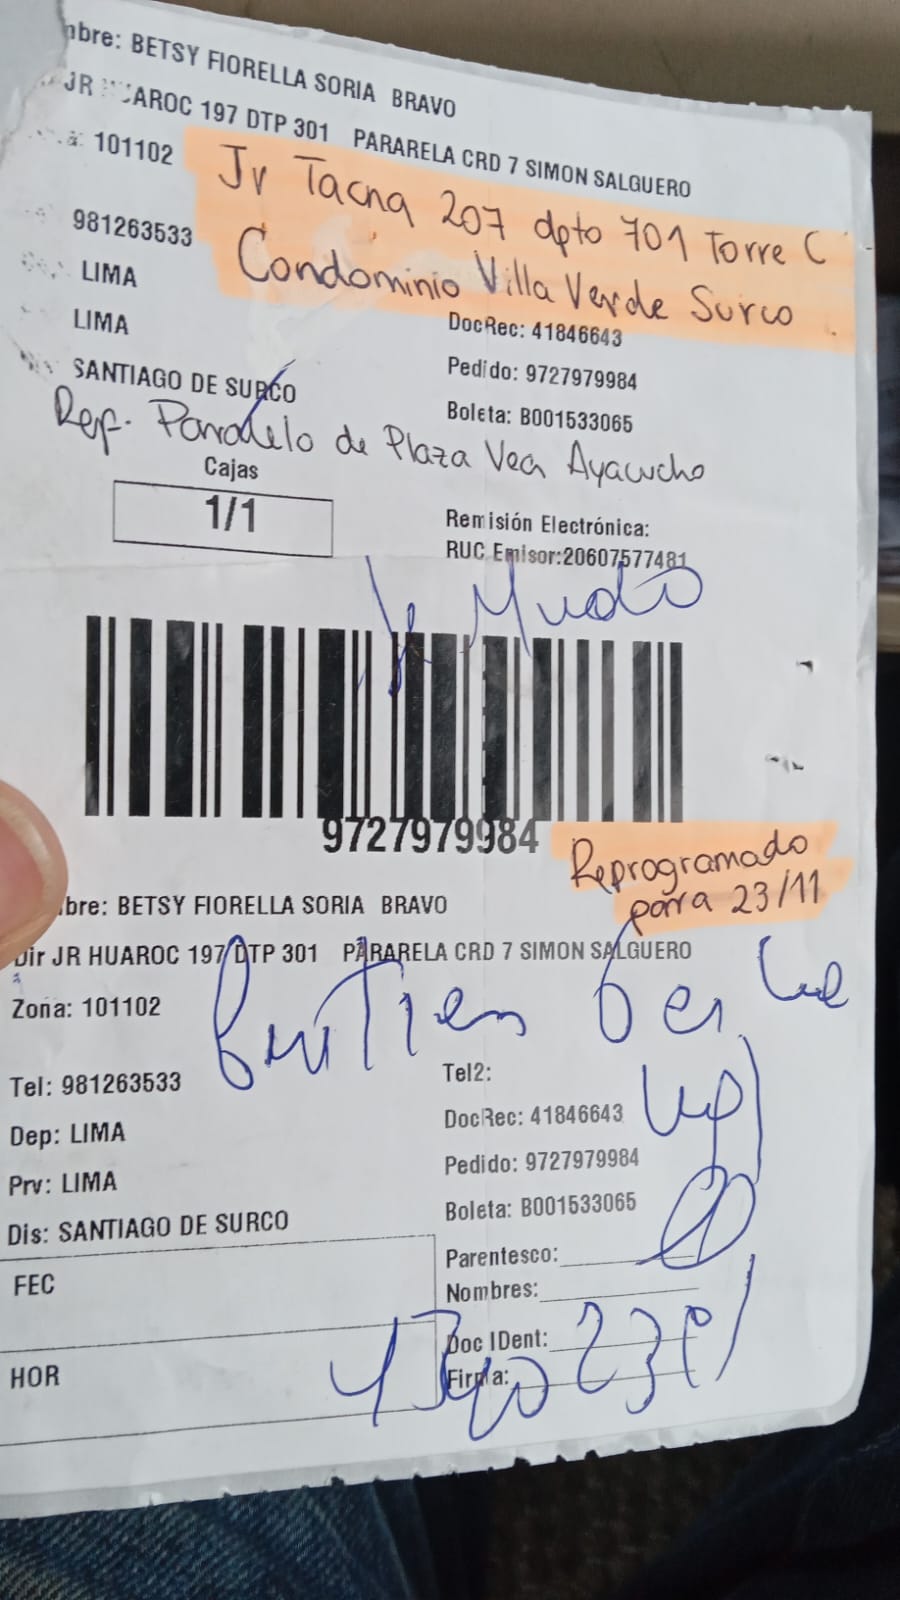 bre: BETSY FIORELLA SORIA BRAVO
JR HUAROC 197 DTP 301 PARARELA CRD 7 SIMON SALGUERO
101102
Jr Tacna 207 dpto 701 Torre C
981263533
Condominio Villa Verde Surco
LIMA
LIMA
DocRec: 41846643
SANTIAGO DE SURCO
Pedido: 9727979984
Boleta: B001533065
Ref. Paralelo de Plaza Vea Ayacucho
Cajas
1/1
Remisión Electrónica:
RUC Emisor:20607577481
9727979984
Reprogramado
para 23/11
bre: BETSY FIORELLA SORIA BRAVO
Dir JR HUAROC 197 DTP 301 PARARELA CRD 7 SIMON SALGUERO
Zona: 101102
Tel: 981263533
Tel2:
Dep: LIMA
DocRec: 41846643
Prv: LIMA
Pedido: 9727979984
Dis: SANTIAGO DE SURCO
Boleta: B001533065
FEC
Parentesco:
Nombres:
HOR
Doc IDent:
Firma: